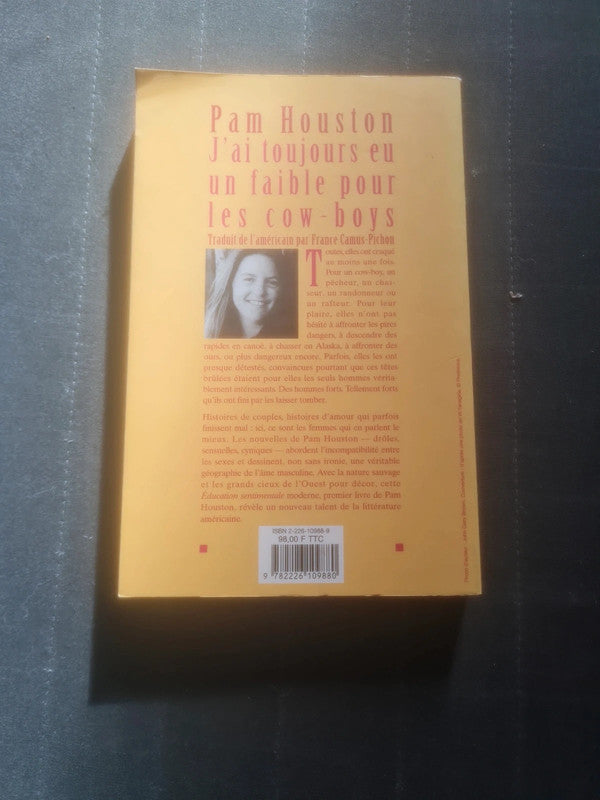 Pam Houston
J'ai toujours eu
un faible pour
les cow-boys
Traduit de l'américain par France Camus-Pichon
Toutes, elles ont craqué
au moins une fois.
Pour un cow-boy, un
pêcheur, un chas-
seur, un randonneur ou
un rafteur. Pour leur
plaire, elles n'ont pas
hésité à affronter les pires
dangers, à descendre des
rapides en canoë, à chasser en Alaska, à affronter des
ours, ou plus dangereux encore. Parfois, elles les ont
presque détestés, convaincues pourtant que ces têtes
brûlées étaient pour elles les seuls hommes vérita-
blement intéressants. Des hommes forts. Tellement forts
qu'ils ont fini par les laisser tomber.
Histoires de couples, histoires d'amour qui parfois
finissent mal : ici, ce sont les femmes qui en parlent le
mieux. Les nouvelles de Pam Houston — drôles,
sensuelles, cyniques — abordent l'incompatibilité entre
les sexes et dessinent, non sans ironie, une véritable
géographie de l'âme masculine. Avec la nature sauvage
et les grands cieux de l'Ouest pour décor, cette
Éducation sentimentale moderne, premier livre de Pam
Houston, révèle un nouveau talent de la littérature
américaine.
ISBN 2-226-10988-9
98,00 F TTC
9 782226 109880